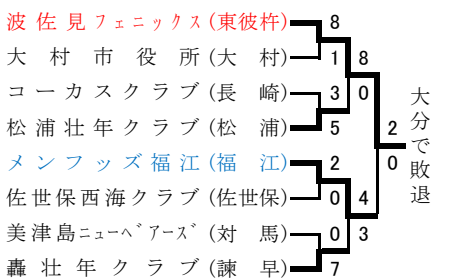 波佐見フェニックス(東彼杵) 8
大村市役所(大村) 1 8
コーカスクラブ(長崎) 3 0
松浦壮年クラブ(松浦) 5 2
メンフッズ福江(福江) 2 0
佐世保西海クラブ(佐世保) 0 4
美津島ニューベアーズ(対馬) 0 3
轟壮年クラブ(諫早) 7
大分で敗退